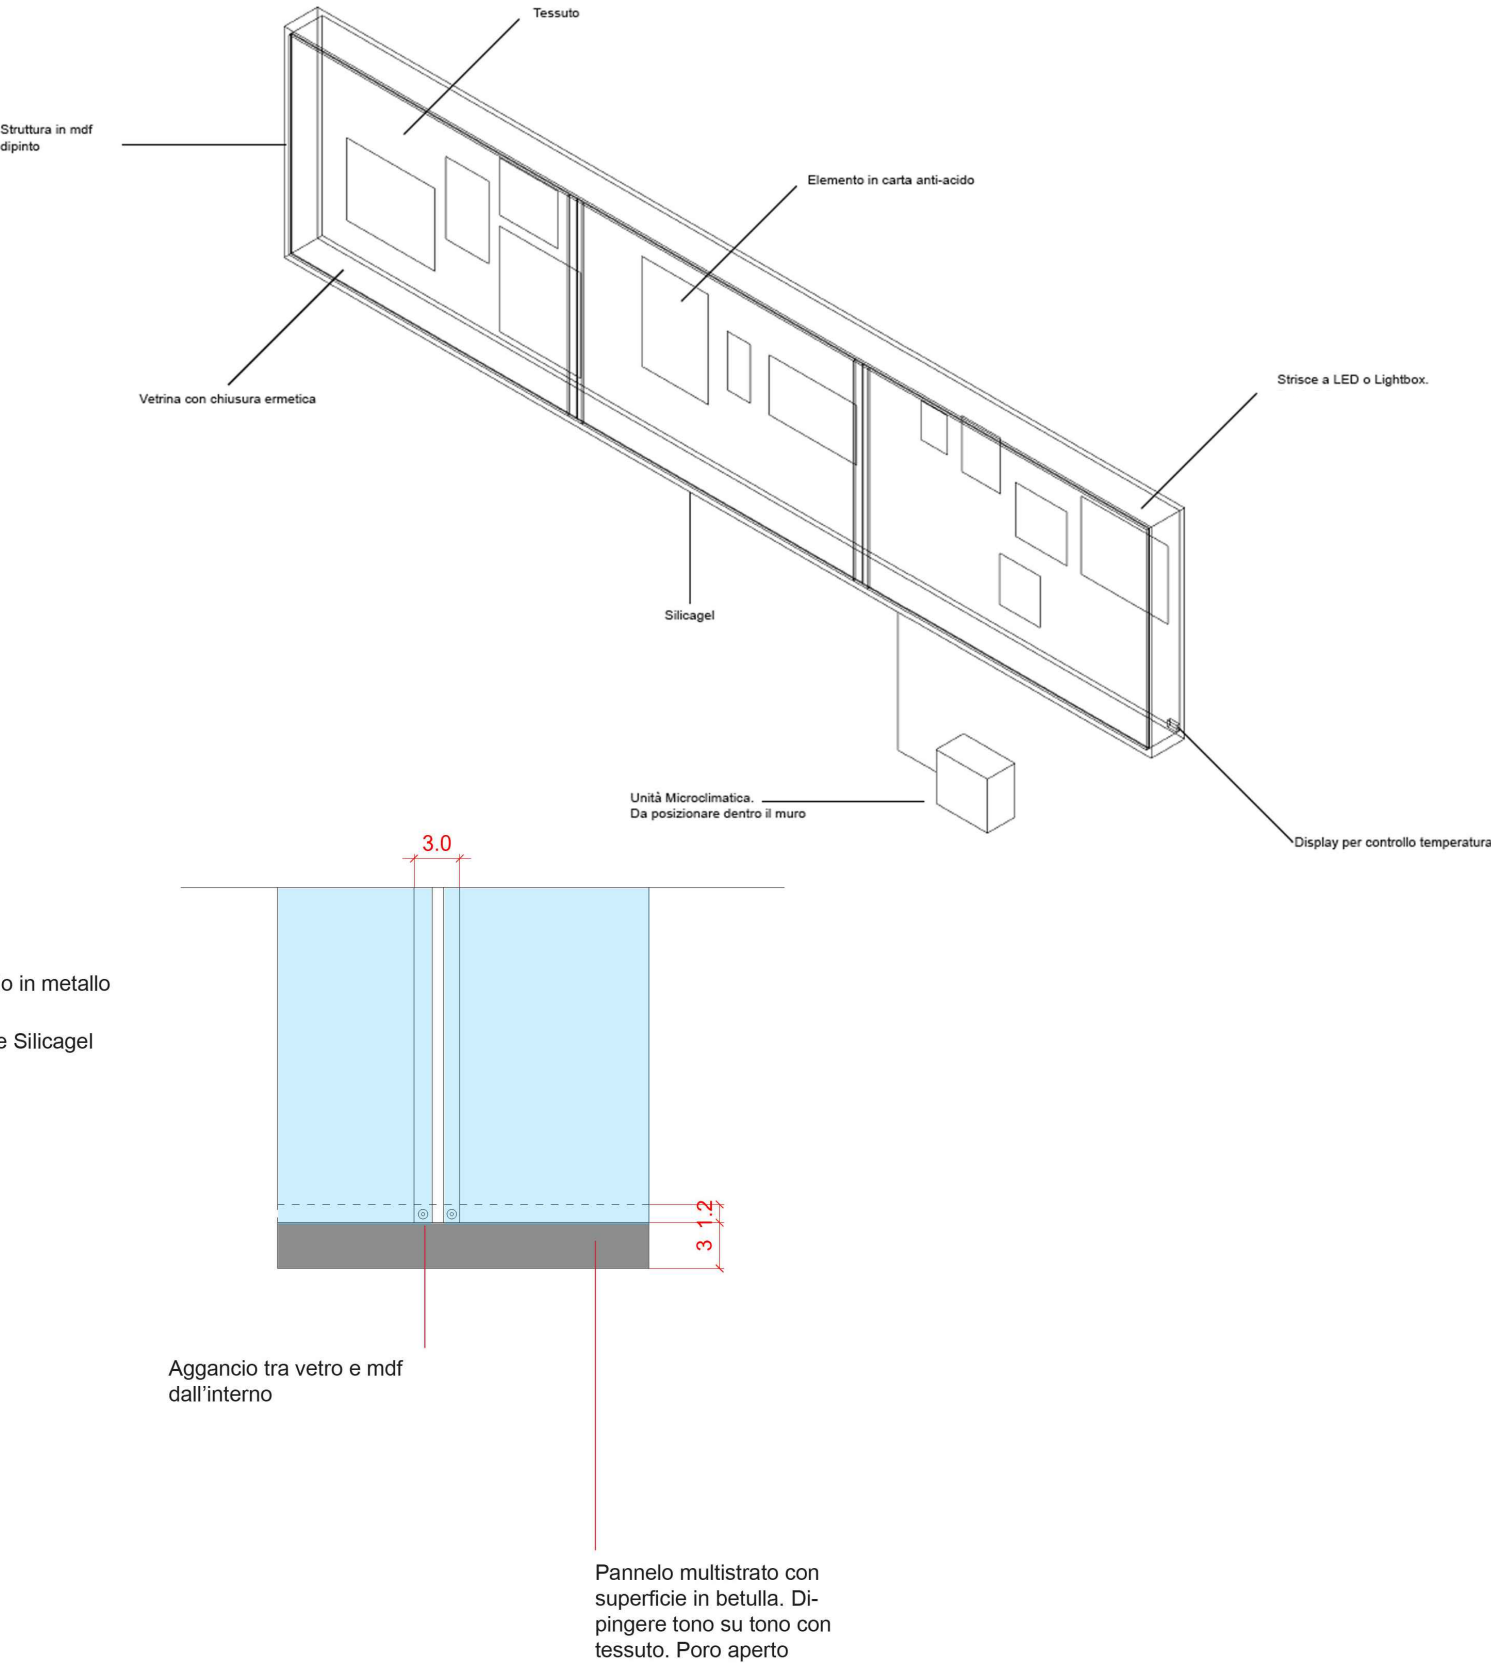 Tessuto
Struttura in mdf
dipinto
Elemento in carta anti-acido
Strisce a LED o Lightbox.
Vetrina con chiusura ermetica
Silicagel
Unità Microclimatica.
Da posizionare dentro il muro
Display per controllo temperatura
3.0
o in metallo
e Silicagel
1.2
3
Aggancio tra vetro e mdf
dall'interno
Pannelo multistrato con
superficie in betulla. Di-
pingere tono su tono con
tessuto. Poro aperto